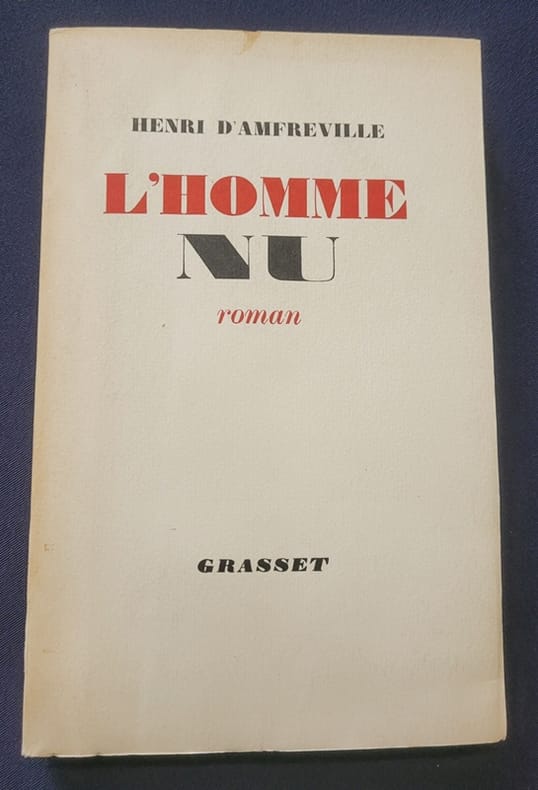 HENRI D'AMFREVILLE
L'HOMME
NU
roman
GRASSET